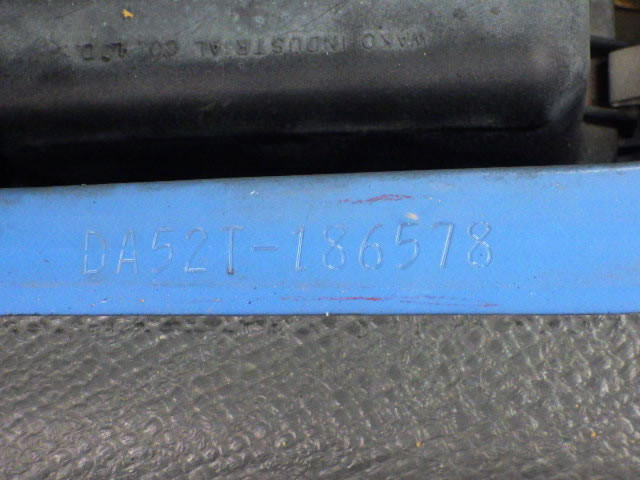 WAKO INDUSTRIAL CO., LTD.
DA52T-186578